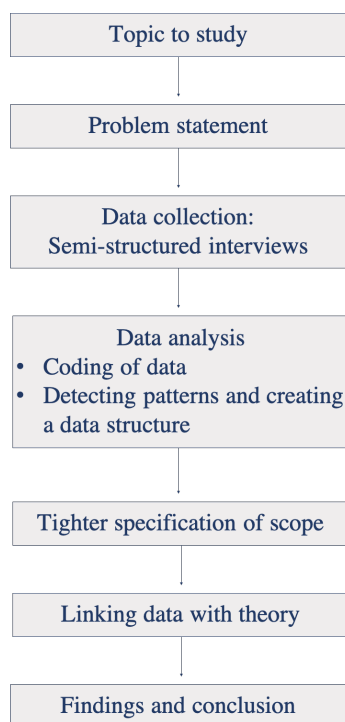 Topic to study
Problem statement
Data collection:
Semi-structured interviews
Data analysis
• Coding of data
• Detecting patterns and creating
a data structure
Tighter specification of scope
Linking data with theory
Findings and conclusion